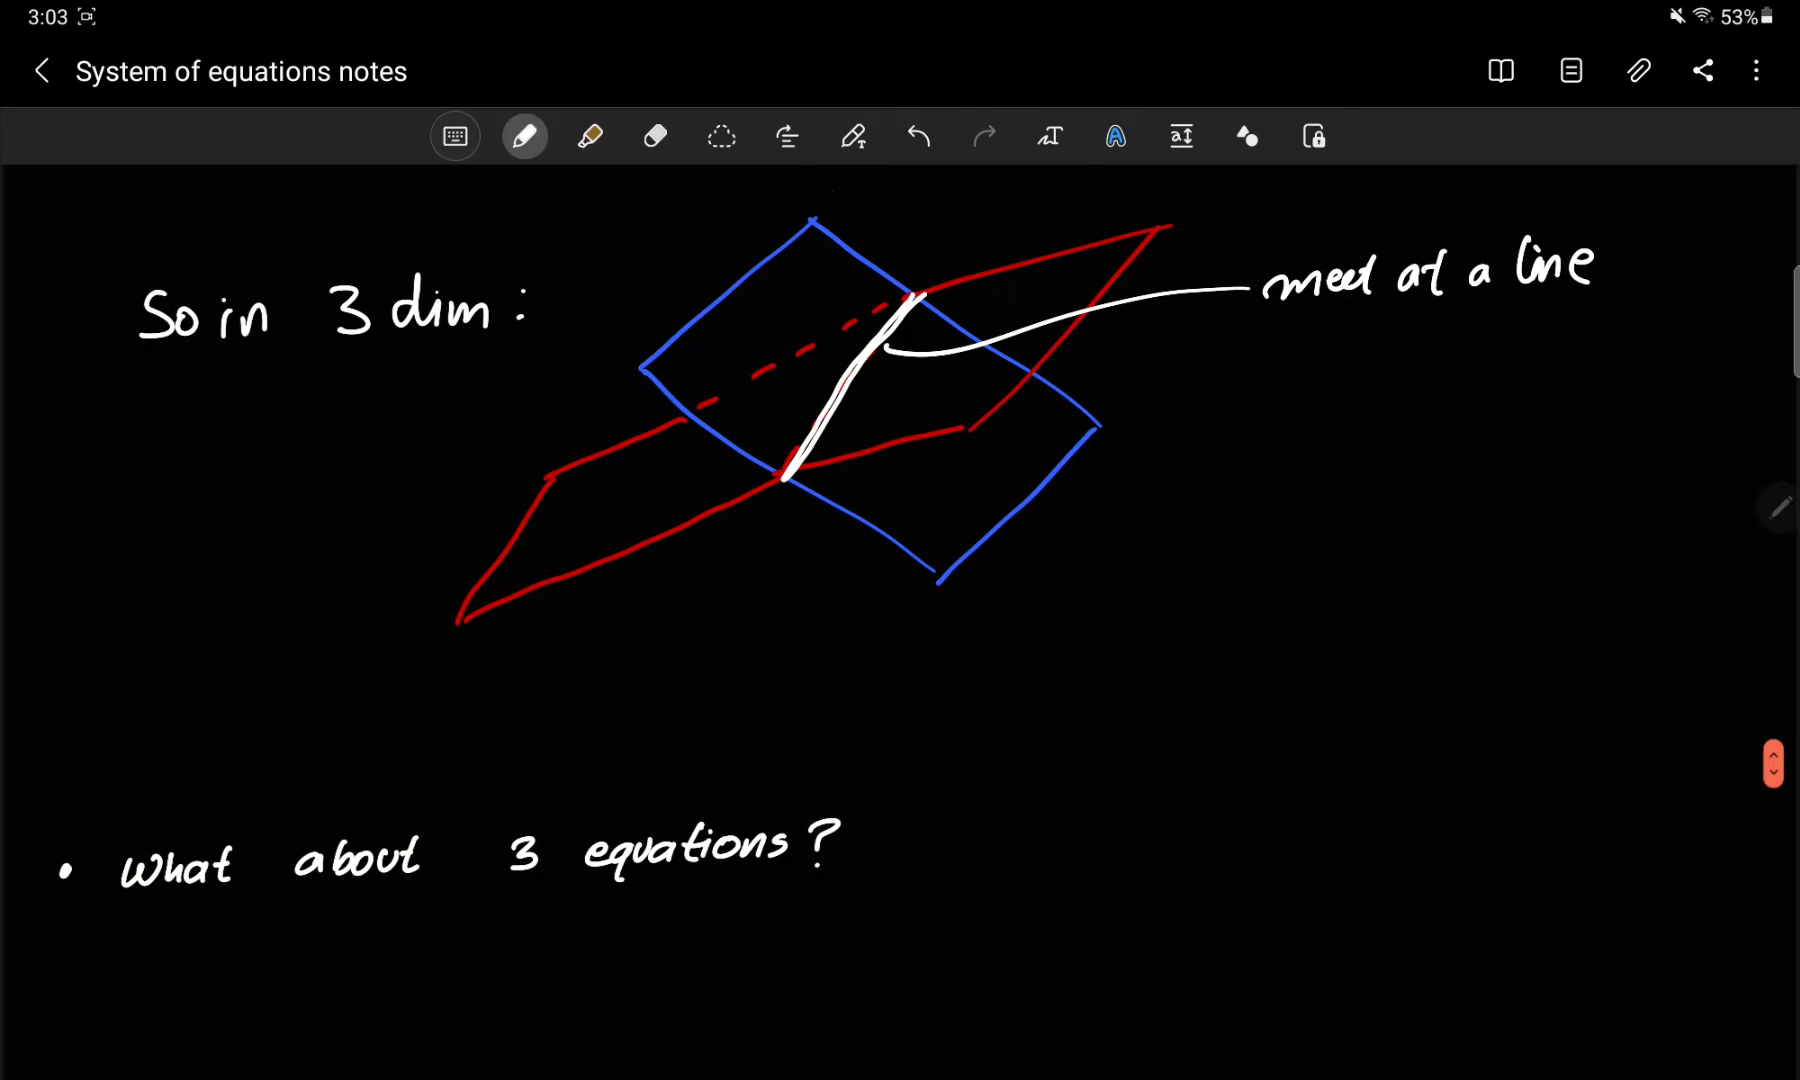 3:03
53%
System of equations notes
So in 3 dim :
meet at a line
• What about 3 equations ?